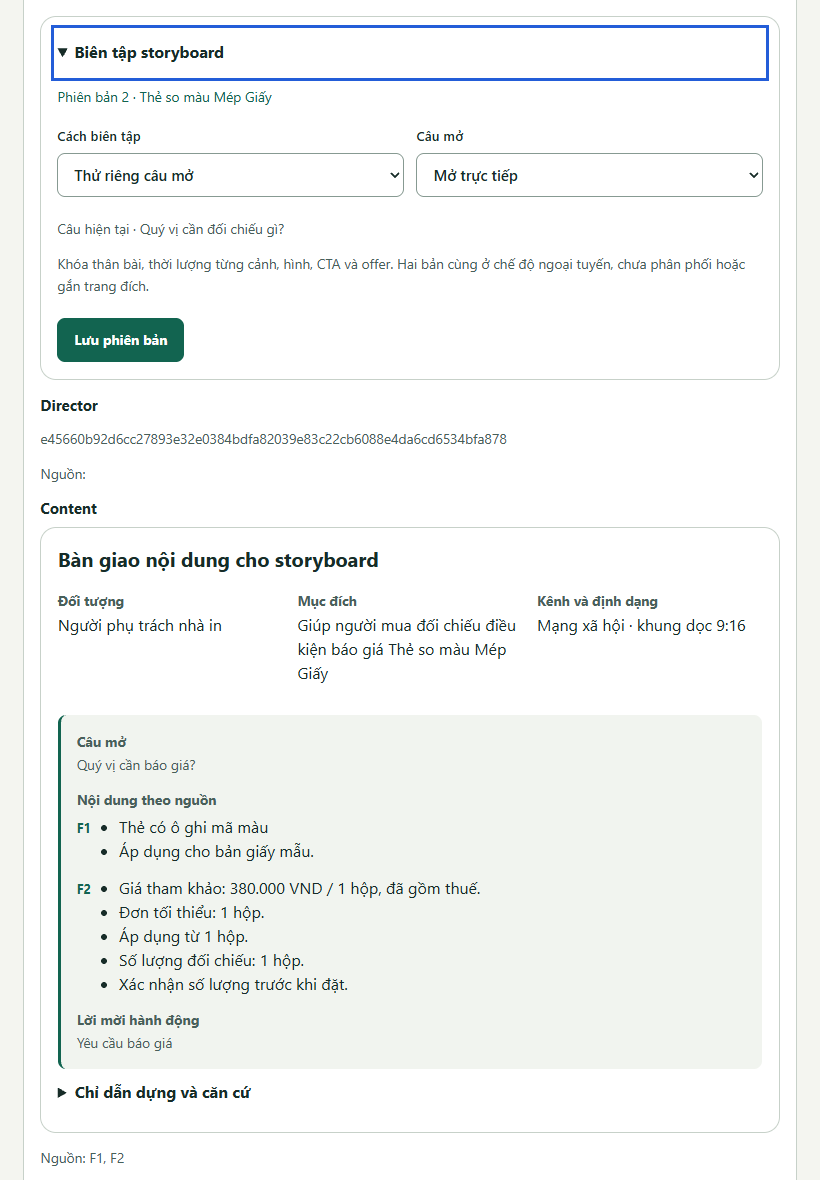 Biên tập storyboard
Phiên bản 2 · Thẻ so màu Mép Giấy
Cách biên tập
Thử riêng câu mở
Câu mở
Mở trực tiếp
Câu hiện tại · Quý vị cần đối chiếu gì?
Khóa thân bài, thời lượng từng cảnh, hình, CTA và offer. Hai bản cùng ở chế độ ngoại tuyến, chưa phân phối hoặc
gắn trang đích.
Lưu phiên bản
Director
e45660b92d6cc27893e32e0384bdfa82039e83c22cb6088e4da6cd6534bfa878
Nguồn:
Content
Bàn giao nội dung cho storyboard
Đối tượng
Người phụ trách nhà in
Mục đích
Giúp người mua đối chiếu điều
kiện báo giá Thẻ so màu Mép
Giấy
Kênh và định dạng
Mạng xã hội · khung dọc 9:16
Câu mở
Quý vị cần báo giá?
Nội dung theo nguồn
F1 • Thẻ có ô ghi mã màu
• Áp dụng cho bản giấy mẫu.
F2 • Giá tham khảo: 380.000 VND / 1 hộp, đã gồm thuế.
• Đơn tối thiểu: 1 hộp.
• Áp dụng từ 1 hộp.
• Số lượng đối chiếu: 1 hộp.
• Xác nhận số lượng trước khi đặt.
Lời mời hành động
Yêu cầu báo giá
Chỉ dẫn dựng và căn cứ
Nguồn: F1, F2